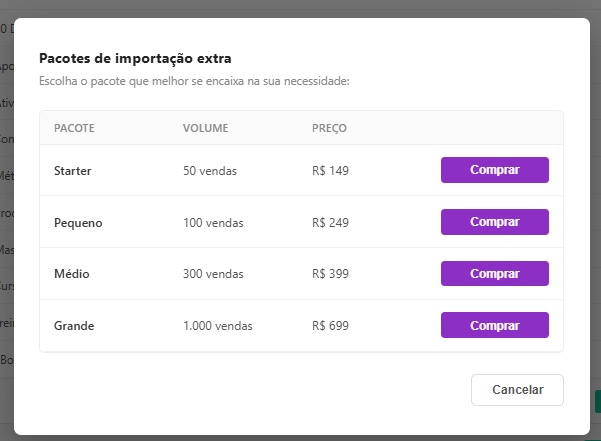 Pacotes de importação extra
Escolha o pacote que melhor se encaixa na sua necessidade:
PACOTE VOLUME PREÇO
Starter 50 vendas R$ 149 Comprar
Pequeno 100 vendas R$ 249 Comprar
Médio 300 vendas R$ 399 Comprar
Grande 1.000 vendas R$ 699 Comprar
Cancelar